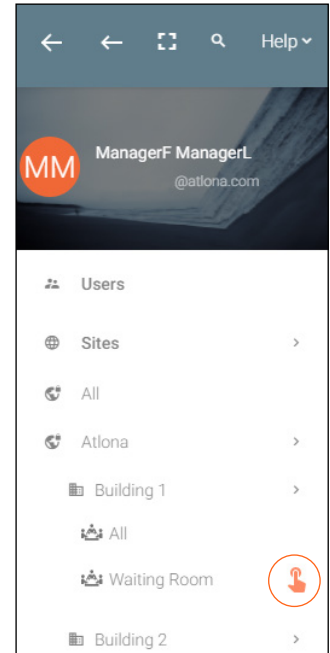 Help
MM
ManagerF ManagerL
@atlona.com
Users
Sites
All
Atlona
Building 1
All
Waiting Room
Building 2